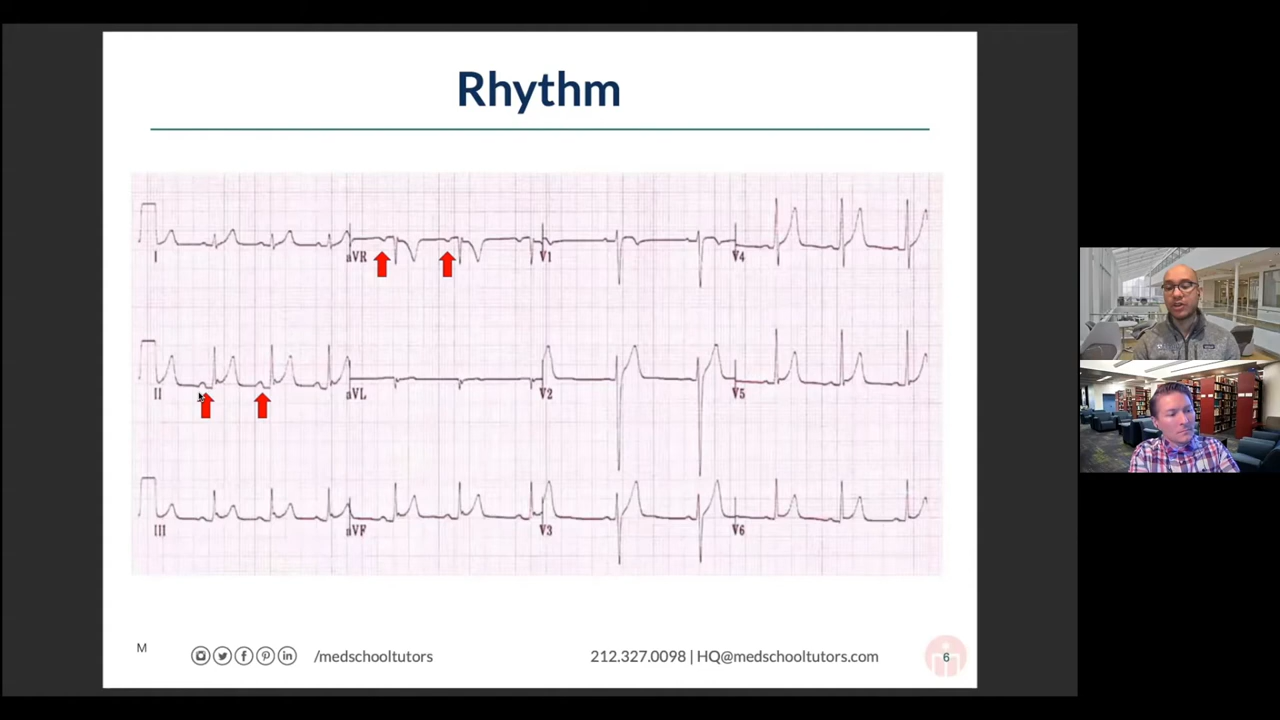 Rhythm
I aVR V1 V4
II aVL V2 V5
III aVF V3 V6
M /medschooltutors 212.327.0098 | HQ@medschooltutors.com 6